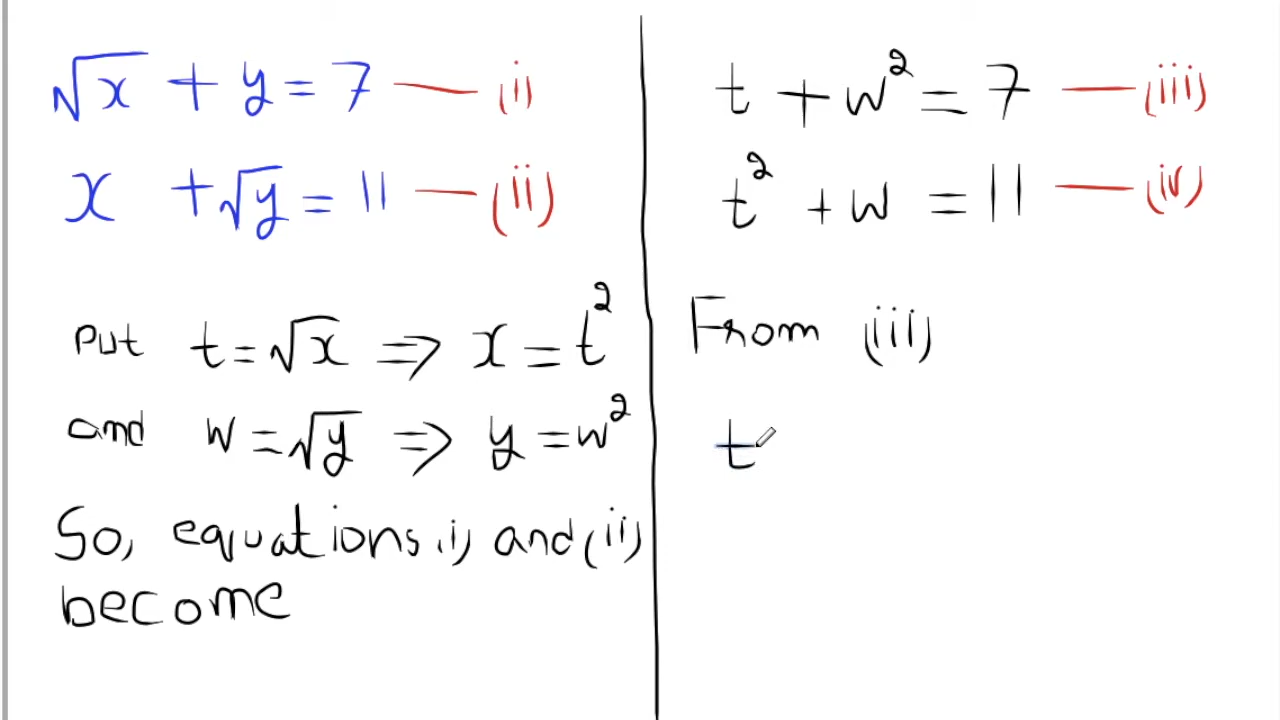 √x + y = 7 — (i)
x + √y = 11 — (ii)
put t = √x ⇒ x = t²
and w = √y ⇒ y = w²
So, equations (i) and (ii)
become
t + w² = 7 — (iii)
t² + w = 11 — (iv)
From (iii)
t